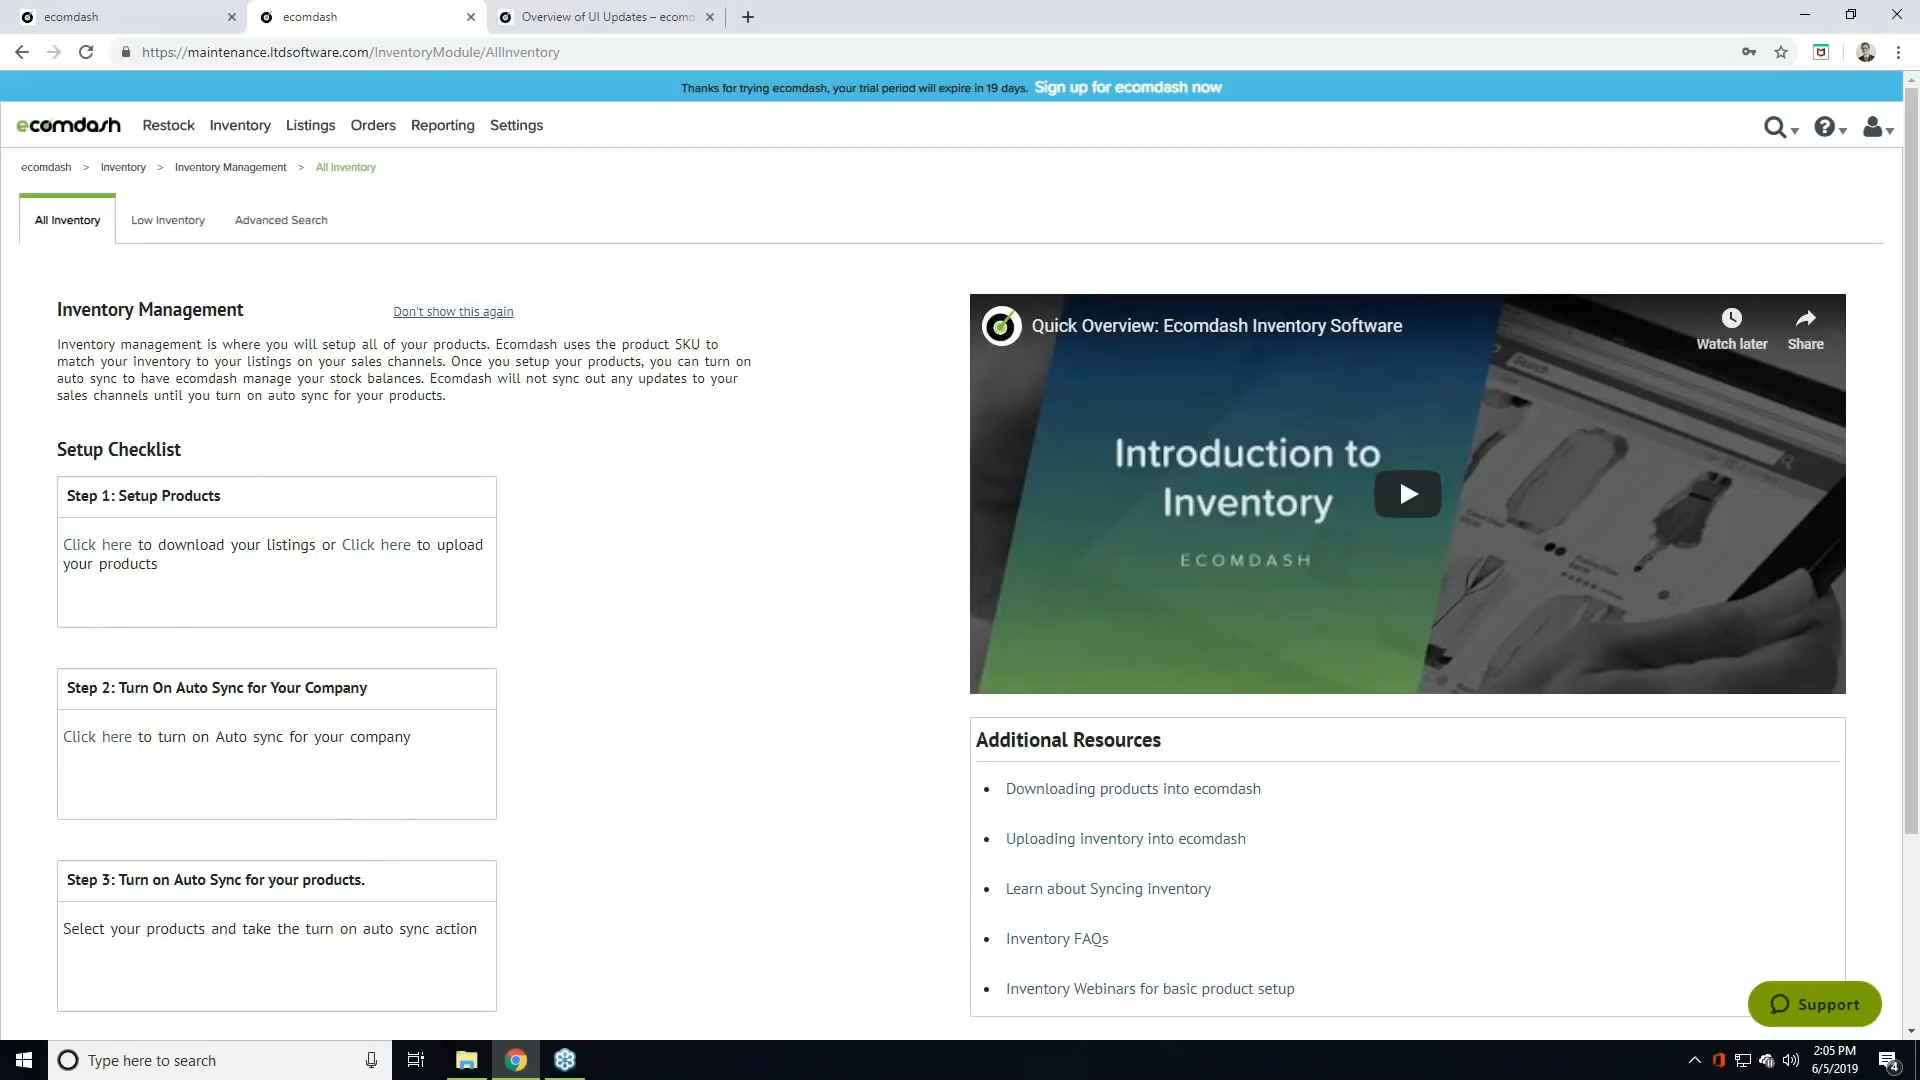 ecomdash
ecomdash
Overview of UI Updates – ecomd
https://maintenance.ltdsoftware.com/InventoryModule/AllInventory
Thanks for trying ecomdash, your trial period will expire in 19 days. Sign up for ecomdash now
ecomdash Restock Inventory Listings Orders Reporting Settings
ecomdash > Inventory > Inventory Management > All Inventory
All Inventory Low Inventory Advanced Search
Inventory Management Don't show this again
Inventory management is where you will setup all of your products. Ecomdash uses the product SKU to
match your inventory to your listings on your sales channels. Once you setup your products, you can turn on
auto sync to have ecomdash manage your stock balances. Ecomdash will not sync out any updates to your
sales channels until you turn on auto sync for your products.
Setup Checklist
Step 1: Setup Products
Click here to download your listings or Click here to upload
your products
Step 2: Turn On Auto Sync for Your Company
Click here to turn on Auto sync for your company
Step 3: Turn on Auto Sync for your products.
Select your products and take the turn on auto sync action
Quick Overview: Ecomdash Inventory Software
Watch later Share
Introduction to
Inventory
ECOMDASH
Additional Resources
• Downloading products into ecomdash
• Uploading inventory into ecomdash
• Learn about Syncing inventory
• Inventory FAQs
• Inventory Webinars for basic product setup
Support
Type here to search
2:05 PM
6/5/2019
4